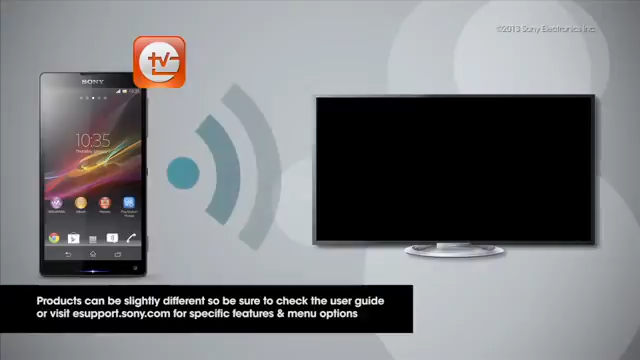 ©2013 Sony Electronics Inc.
tv
SONY
10:35
Products can be slightly different so be sure to check the user guide
or visit esupport.sony.com for specific features & menu options